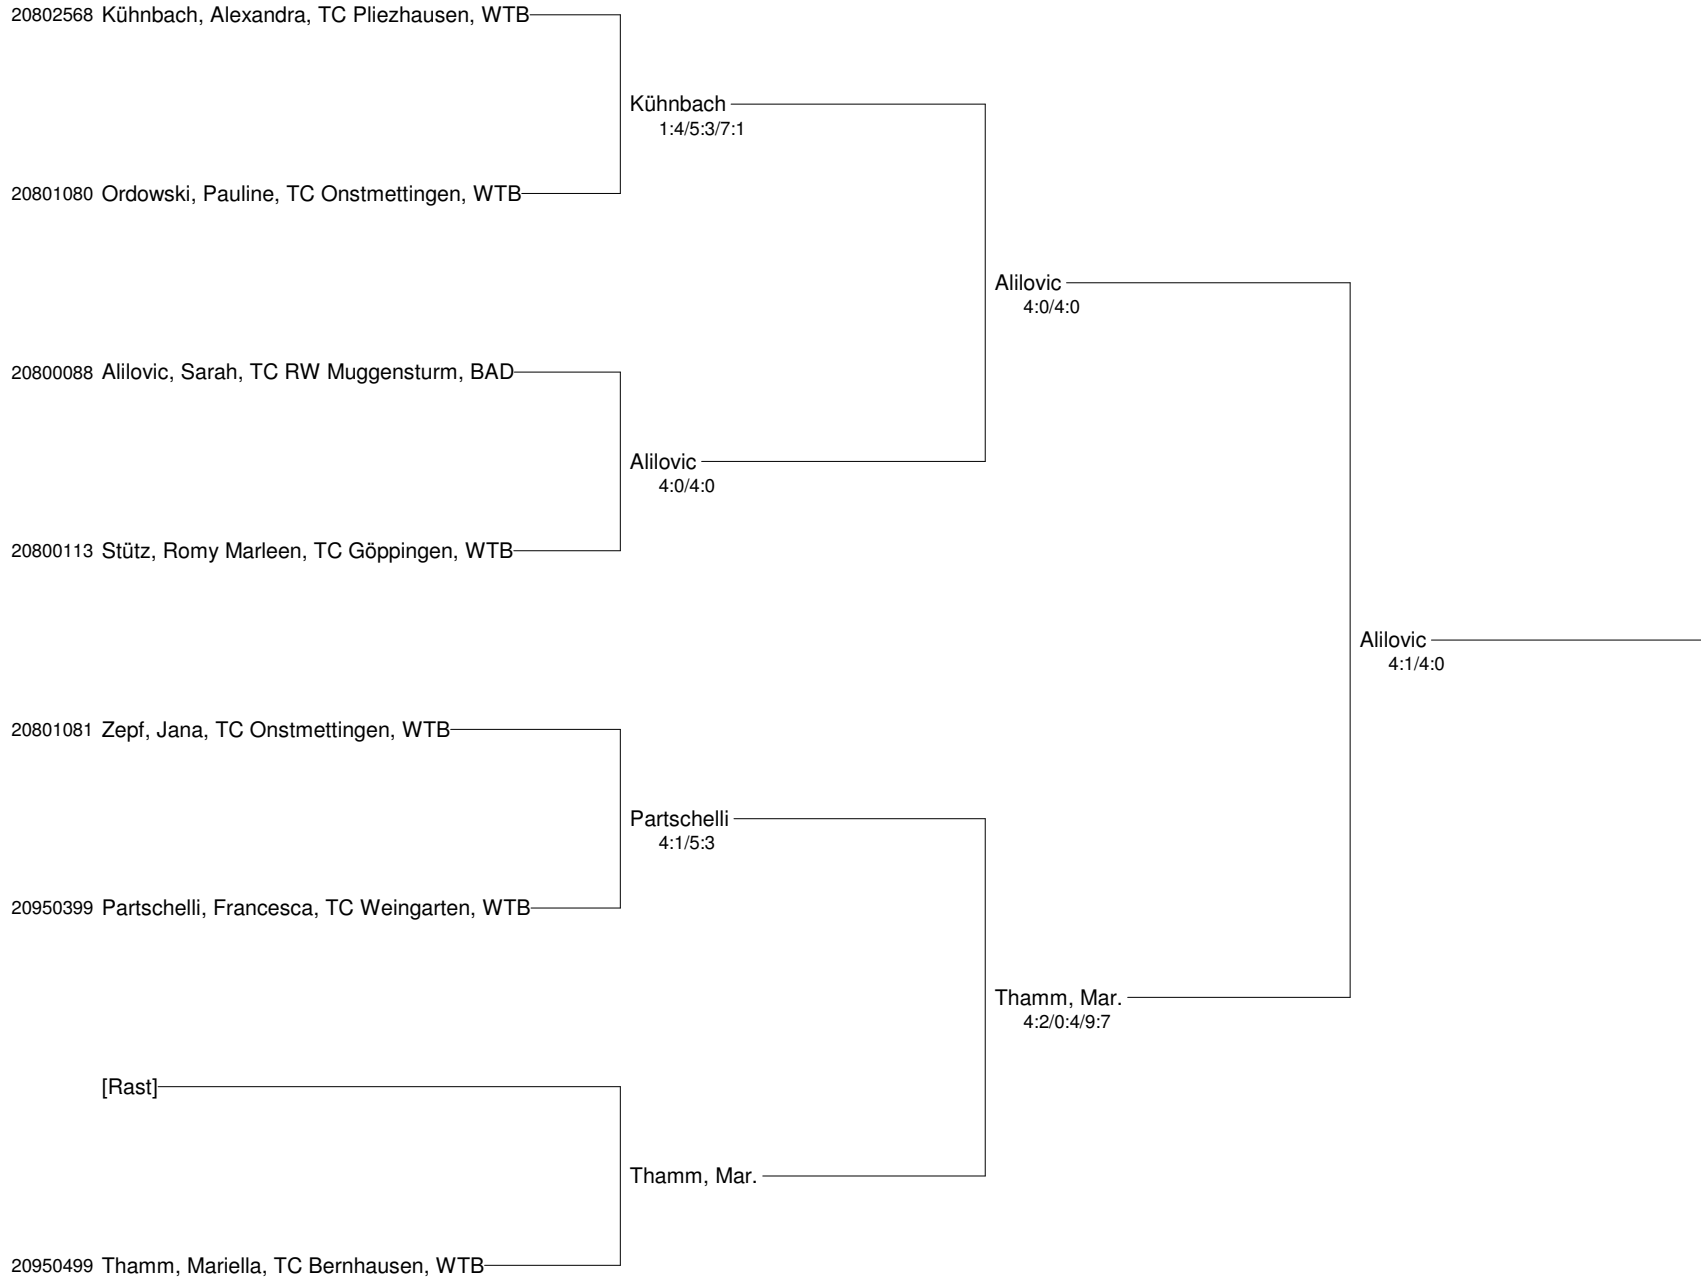 20802568 Kühnbach, Alexandra, TC Pliezhausen, WTB
Kühnbach
1:4/5:3/7:1
20801080 Ordowski, Pauline, TC Onstmettingen, WTB
Alilovic
4:0/4:0
20800088 Alilovic, Sarah, TC RW Muggensturm, BAD
Alilovic
4:0/4:0
20800113 Stütz, Romy Marleen, TC Göppingen, WTB
Alilovic
4:1/4:0
20801081 Zepf, Jana, TC Onstmettingen, WTB
Partschelli
4:1/5:3
20950399 Partschelli, Francesca, TC Weingarten, WTB
Thamm, Mar.
4:2/0:4/9:7
[Rast]
Thamm, Mar.
20950499 Thamm, Mariella, TC Bernhausen, WTB